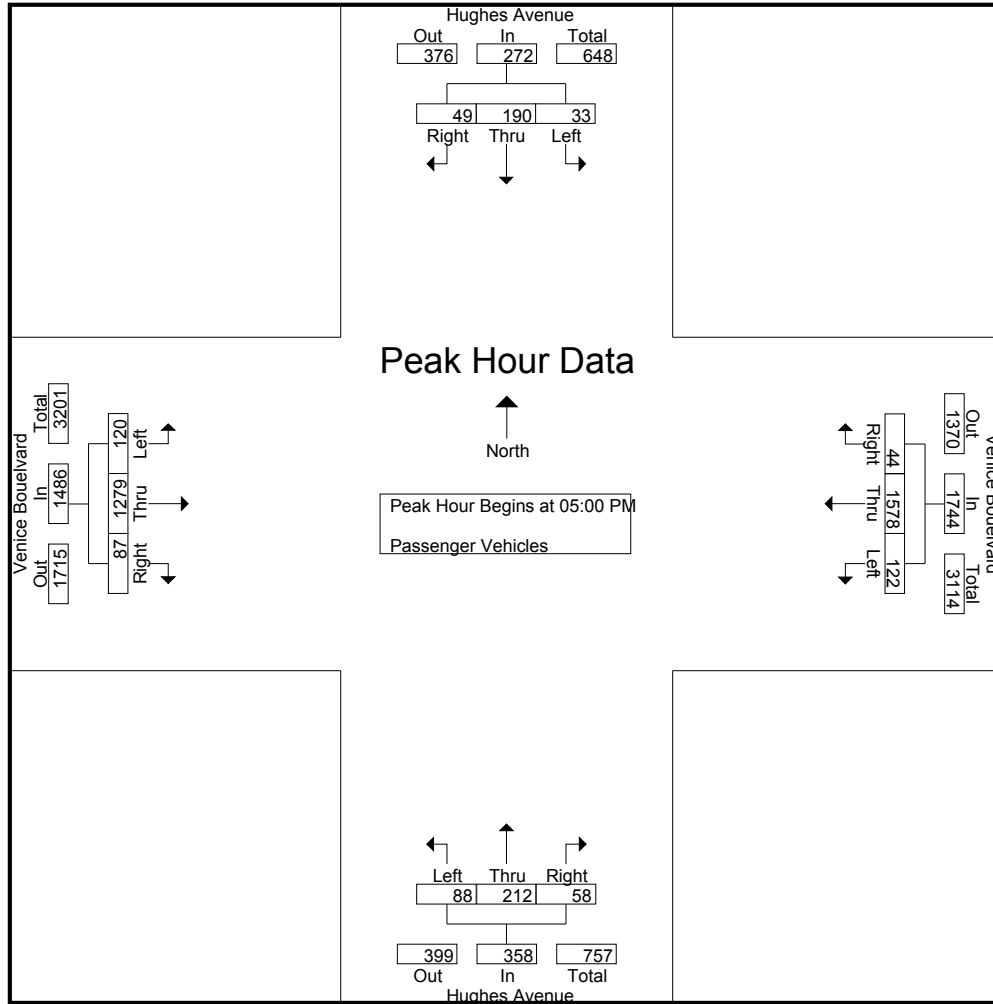 Hughes Avenue
Out In Total
376 272 648
49 190 33
Right Thru Left
Peak Hour Data
North
Peak Hour Begins at 05:00 PM
Passenger Vehicles
Venice Bouelvard
Out In Total
1715 1486 3201
87 1279 120
Right Thru Left
Venice Bouelvard
Out In Total
1370 1744 3114
44 1578 122
Right Thru Left
Left Thru Right
88 212 58
399 358 757
Out In Total
Hughes Avenue